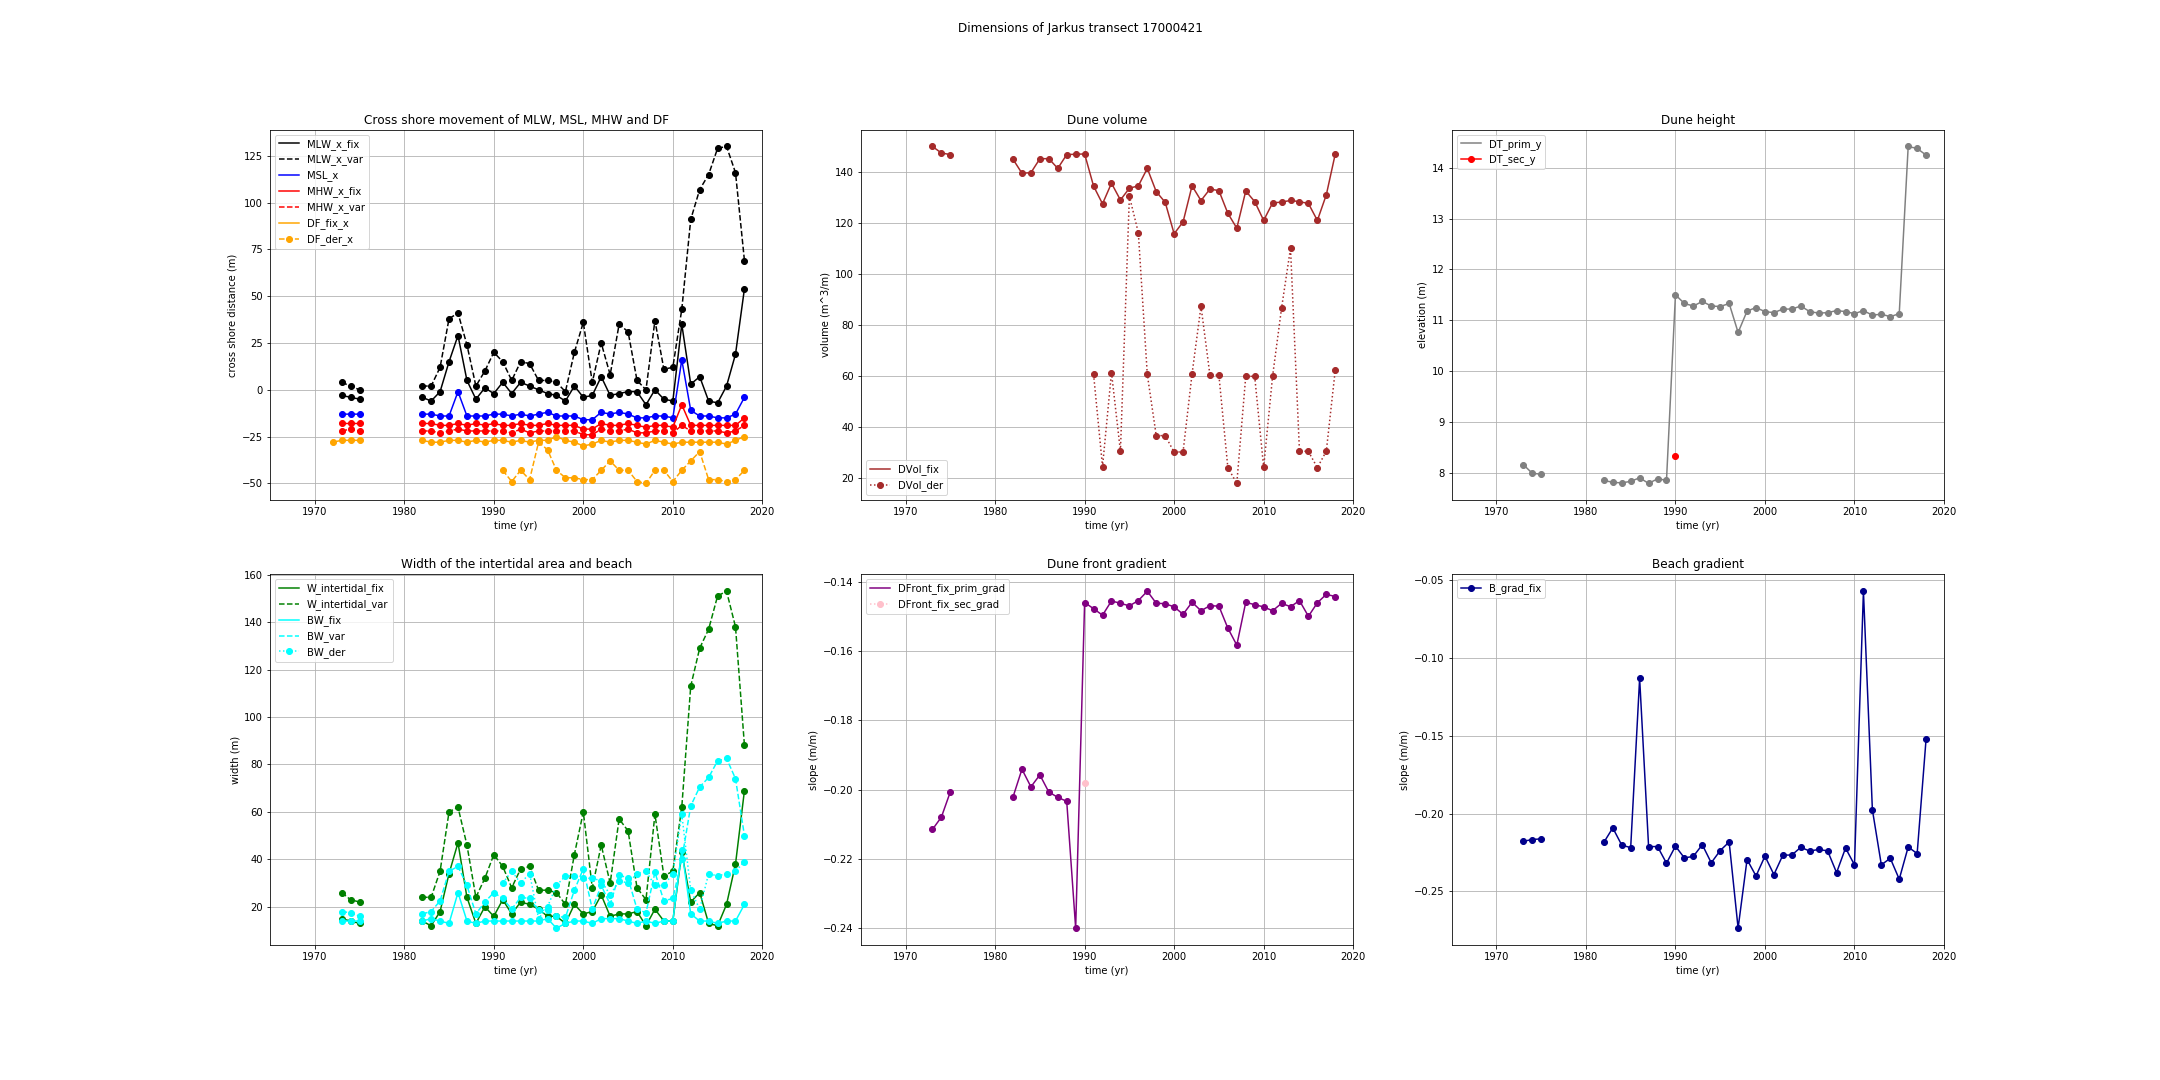 Dimensions of Jarkus transect 17000421
Cross shore movement of MLW, MSL, MHW and DF
MLW_x_fix
MLW_x_var
MSL_x
MHW_x_fix
MHW_x_var
DF_fix_x
DF_der_x
cross shore distance (m)
125
100
75
50
25
0
−25
−50
1970
1980
1990
2000
2010
2020
time (yr)
Dune volume
DVol_fix
DVol_der
volume (m^3/m)
140
120
100
80
60
40
20
1970
1980
1990
2000
2010
2020
time (yr)
Dune height
DT_prim_y
DT_sec_y
elevation (m)
14
13
12
11
10
9
8
1970
1980
1990
2000
2010
2020
time (yr)
Width of the intertidal area and beach
W_intertidal_fix
W_intertidal_var
BW_fix
BW_var
BW_der
width (m)
160
140
120
100
80
60
40
20
1970
1980
1990
2000
2010
2020
time (yr)
Dune front gradient
DFront_fix_prim_grad
DFront_fix_sec_grad
slope (m/m)
−0.14
−0.16
−0.18
−0.20
−0.22
−0.24
1970
1980
1990
2000
2010
2020
time (yr)
Beach gradient
B_grad_fix
slope (m/m)
−0.05
−0.10
−0.15
−0.20
−0.25
1970
1980
1990
2000
2010
2020
time (yr)